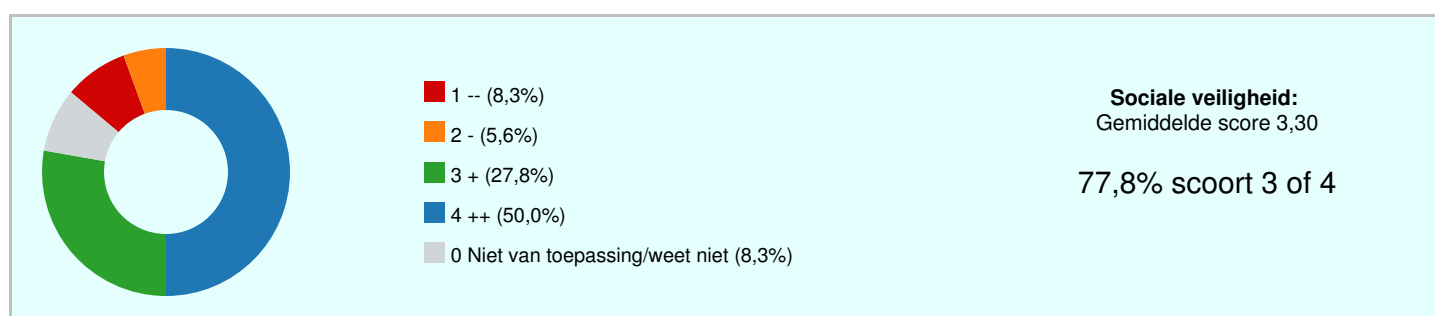 1 -- (8,3%)
2 - (5,6%)
3 + (27,8%)
4 ++ (50,0%)
0 Niet van toepassing/weet niet (8,3%)
Sociale veiligheid:
Gemiddelde score 3,30
77,8% scoort 3 of 4